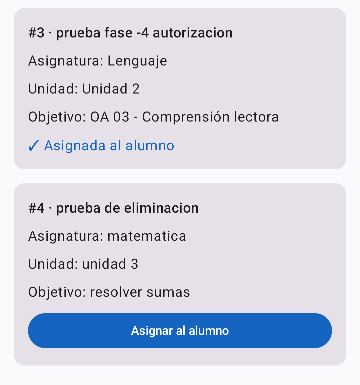 #3 · prueba fase -4 autorizacion
Asignatura: Lenguaje
Unidad: Unidad 2
Objetivo: OA 03 - Comprensión lectora
✓ Asignada al alumno
#4 · prueba de eliminacion
Asignatura: matematica
Unidad: unidad 3
Objetivo: resolver sumas
Asignar al alumno